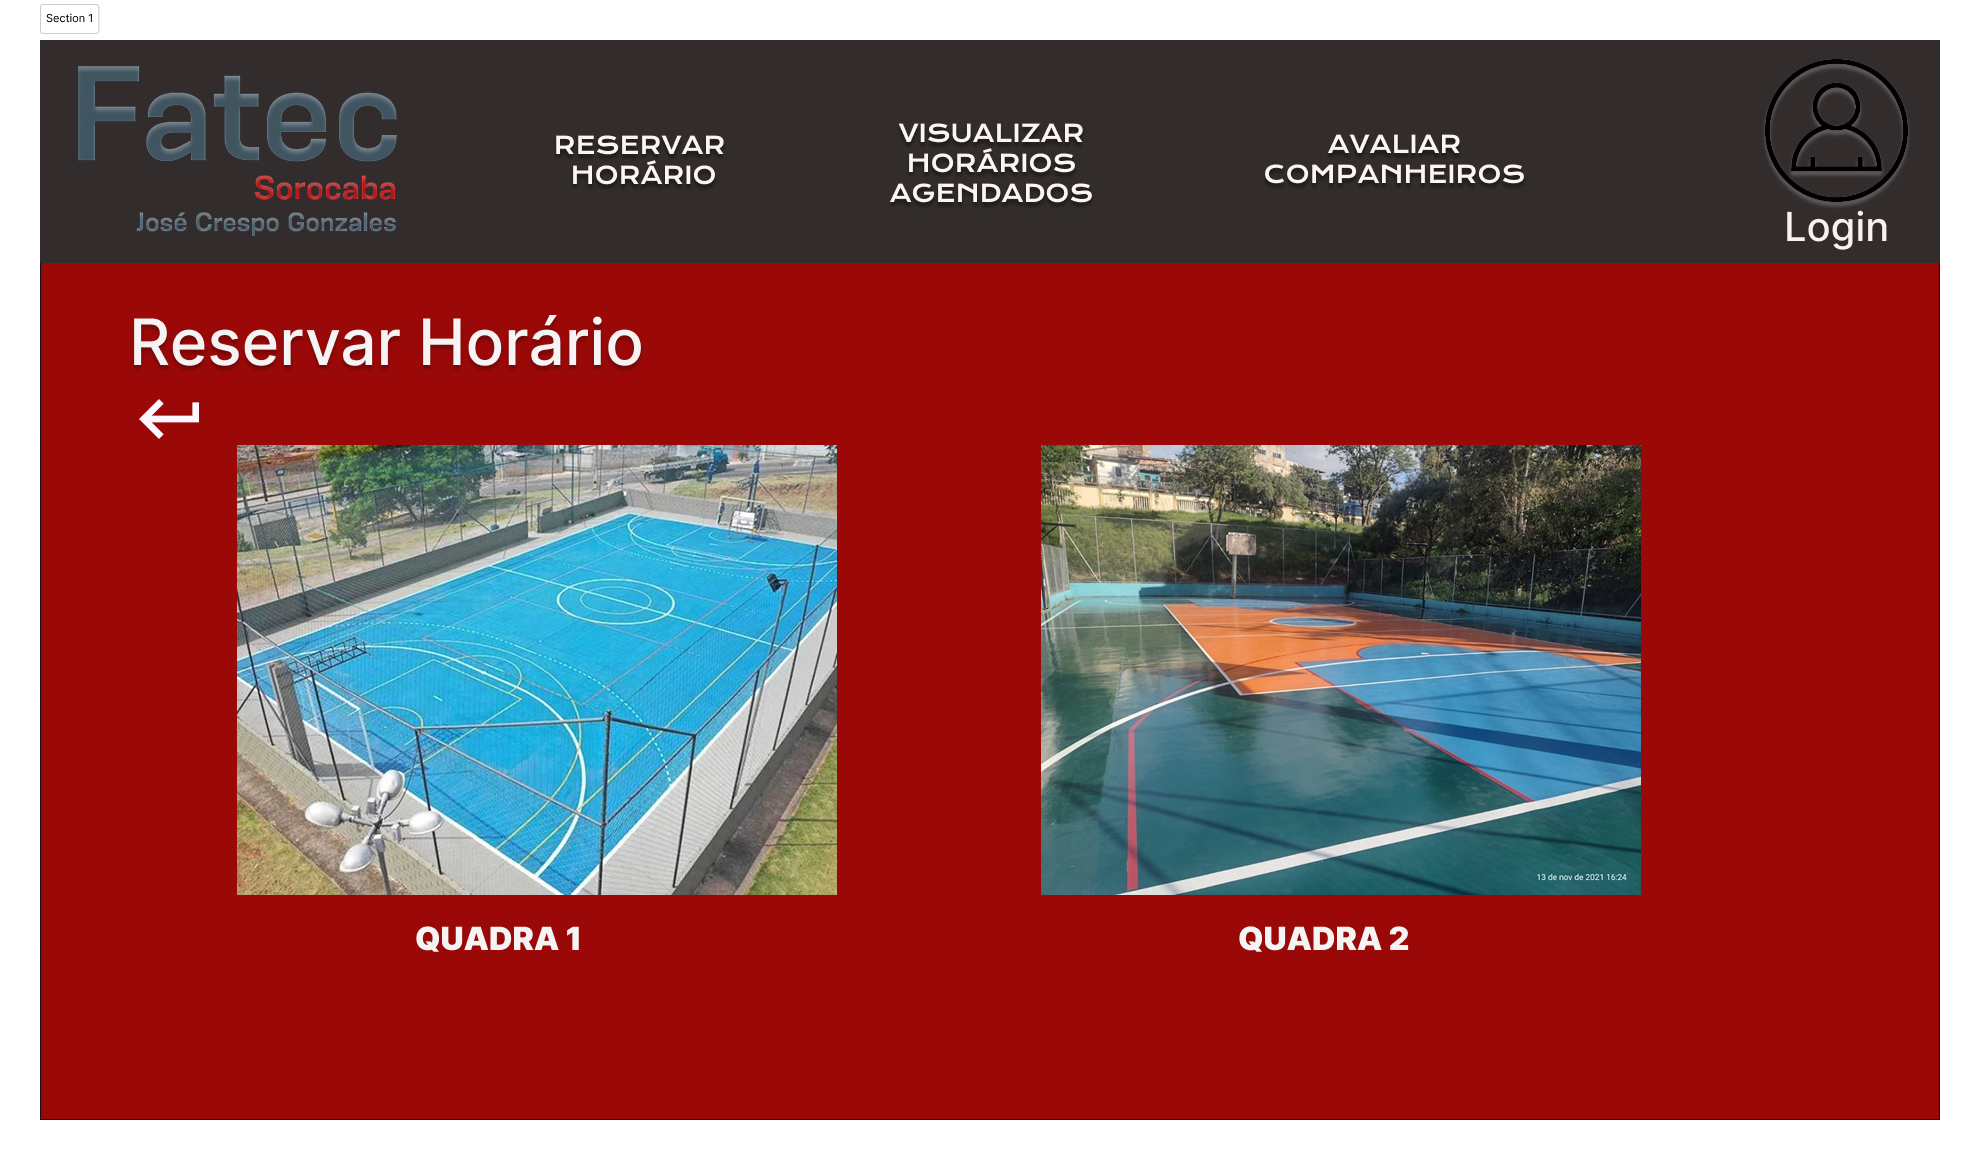 Section 1
Fatec
Sorocaba
José Crespo Gonzales
RESERVAR
HORÁRIO
VISUALIZAR
HORÁRIOS
AGENDADOS
AVALIAR
COMPANHEIROS
Login
Reservar Horário
13 de nov de 2021 16:24
QUADRA 1
QUADRA 2